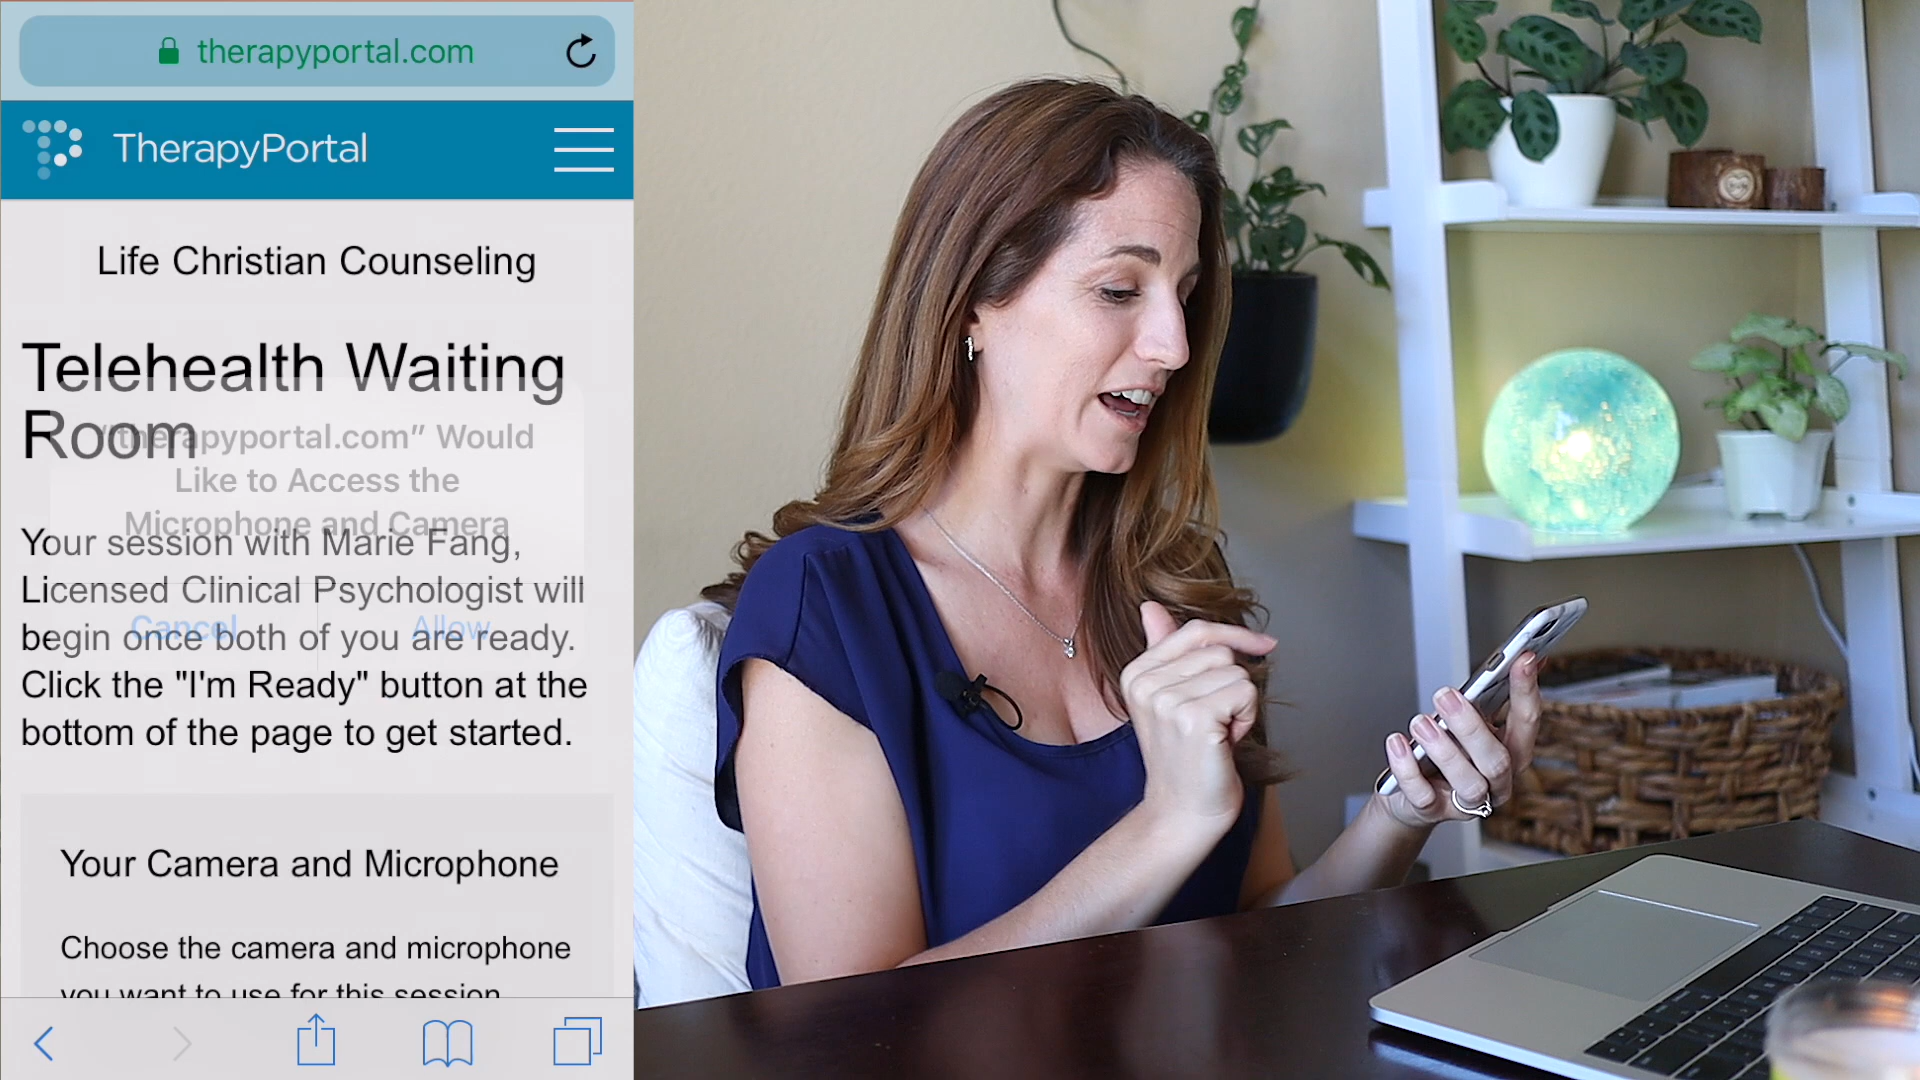 therapyportal.com
TherapyPortal
Life Christian Counseling
Telehealth Waiting
Room
"therapyportal.com" Would
Like to Access the
Microphone and Camera
Cancel
Allow
Your session with Marie Fang,
Licensed Clinical Psychologist will
begin once both of you are ready.
Click the "I'm Ready" button at the
bottom of the page to get started.
Your Camera and Microphone
Choose the camera and microphone
you want to use for this session